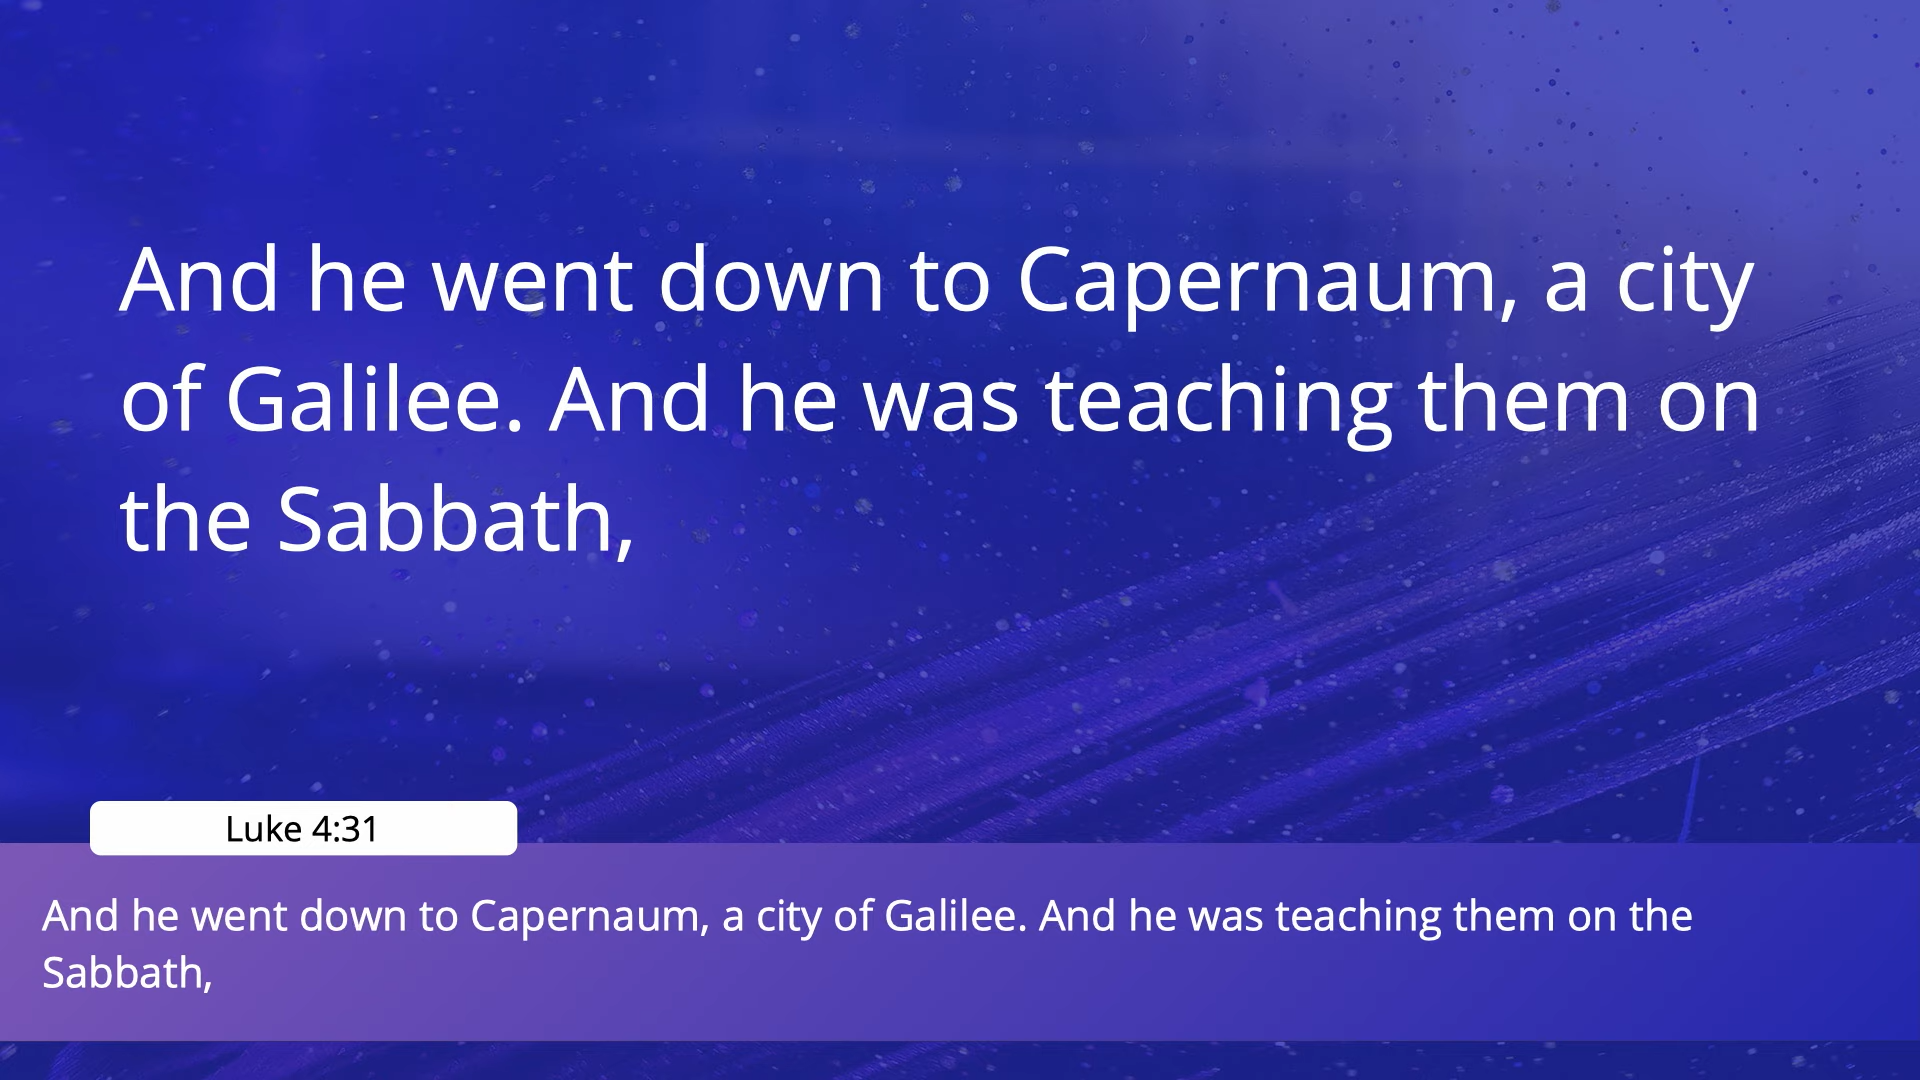 And he went down to Capernaum, a city
of Galilee. And he was teaching them on
the Sabbath,
Luke 4:31
And he went down to Capernaum, a city of Galilee. And he was teaching them on the
Sabbath,